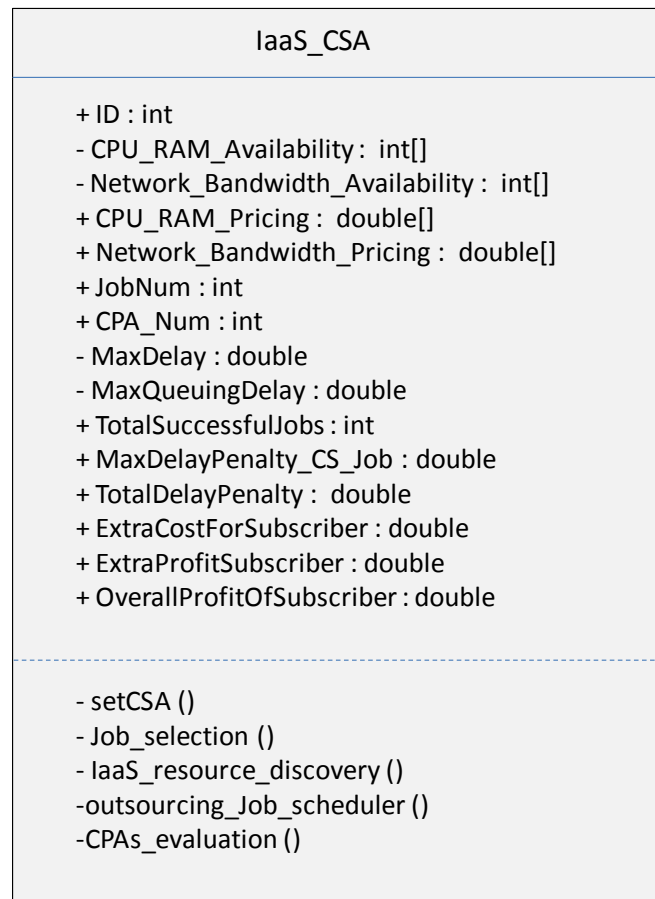 IaaS_CSA
+ ID : int
- CPU_RAM_Availability : int[]
- Network_Bandwidth_Availability : int[]
+ CPU_RAM_Pricing : double[]
+ Network_Bandwidth_Pricing : double[]
+ JobNum : int
+ CPA_Num : int
- MaxDelay : double
- MaxQueuingDelay : double
+ TotalSuccessfulJobs : int
+ MaxDelayPenalty_CS_Job : double
+ TotalDelayPenalty : double
+ ExtraCostForSubscriber : double
+ ExtraProfitSubscriber : double
+ OverallProfitOfSubscriber : double
- setCSA ()
- Job_selection ()
- IaaS_resource_discovery ()
-outsourcing_Job_scheduler ()
-CPAs_evaluation ()